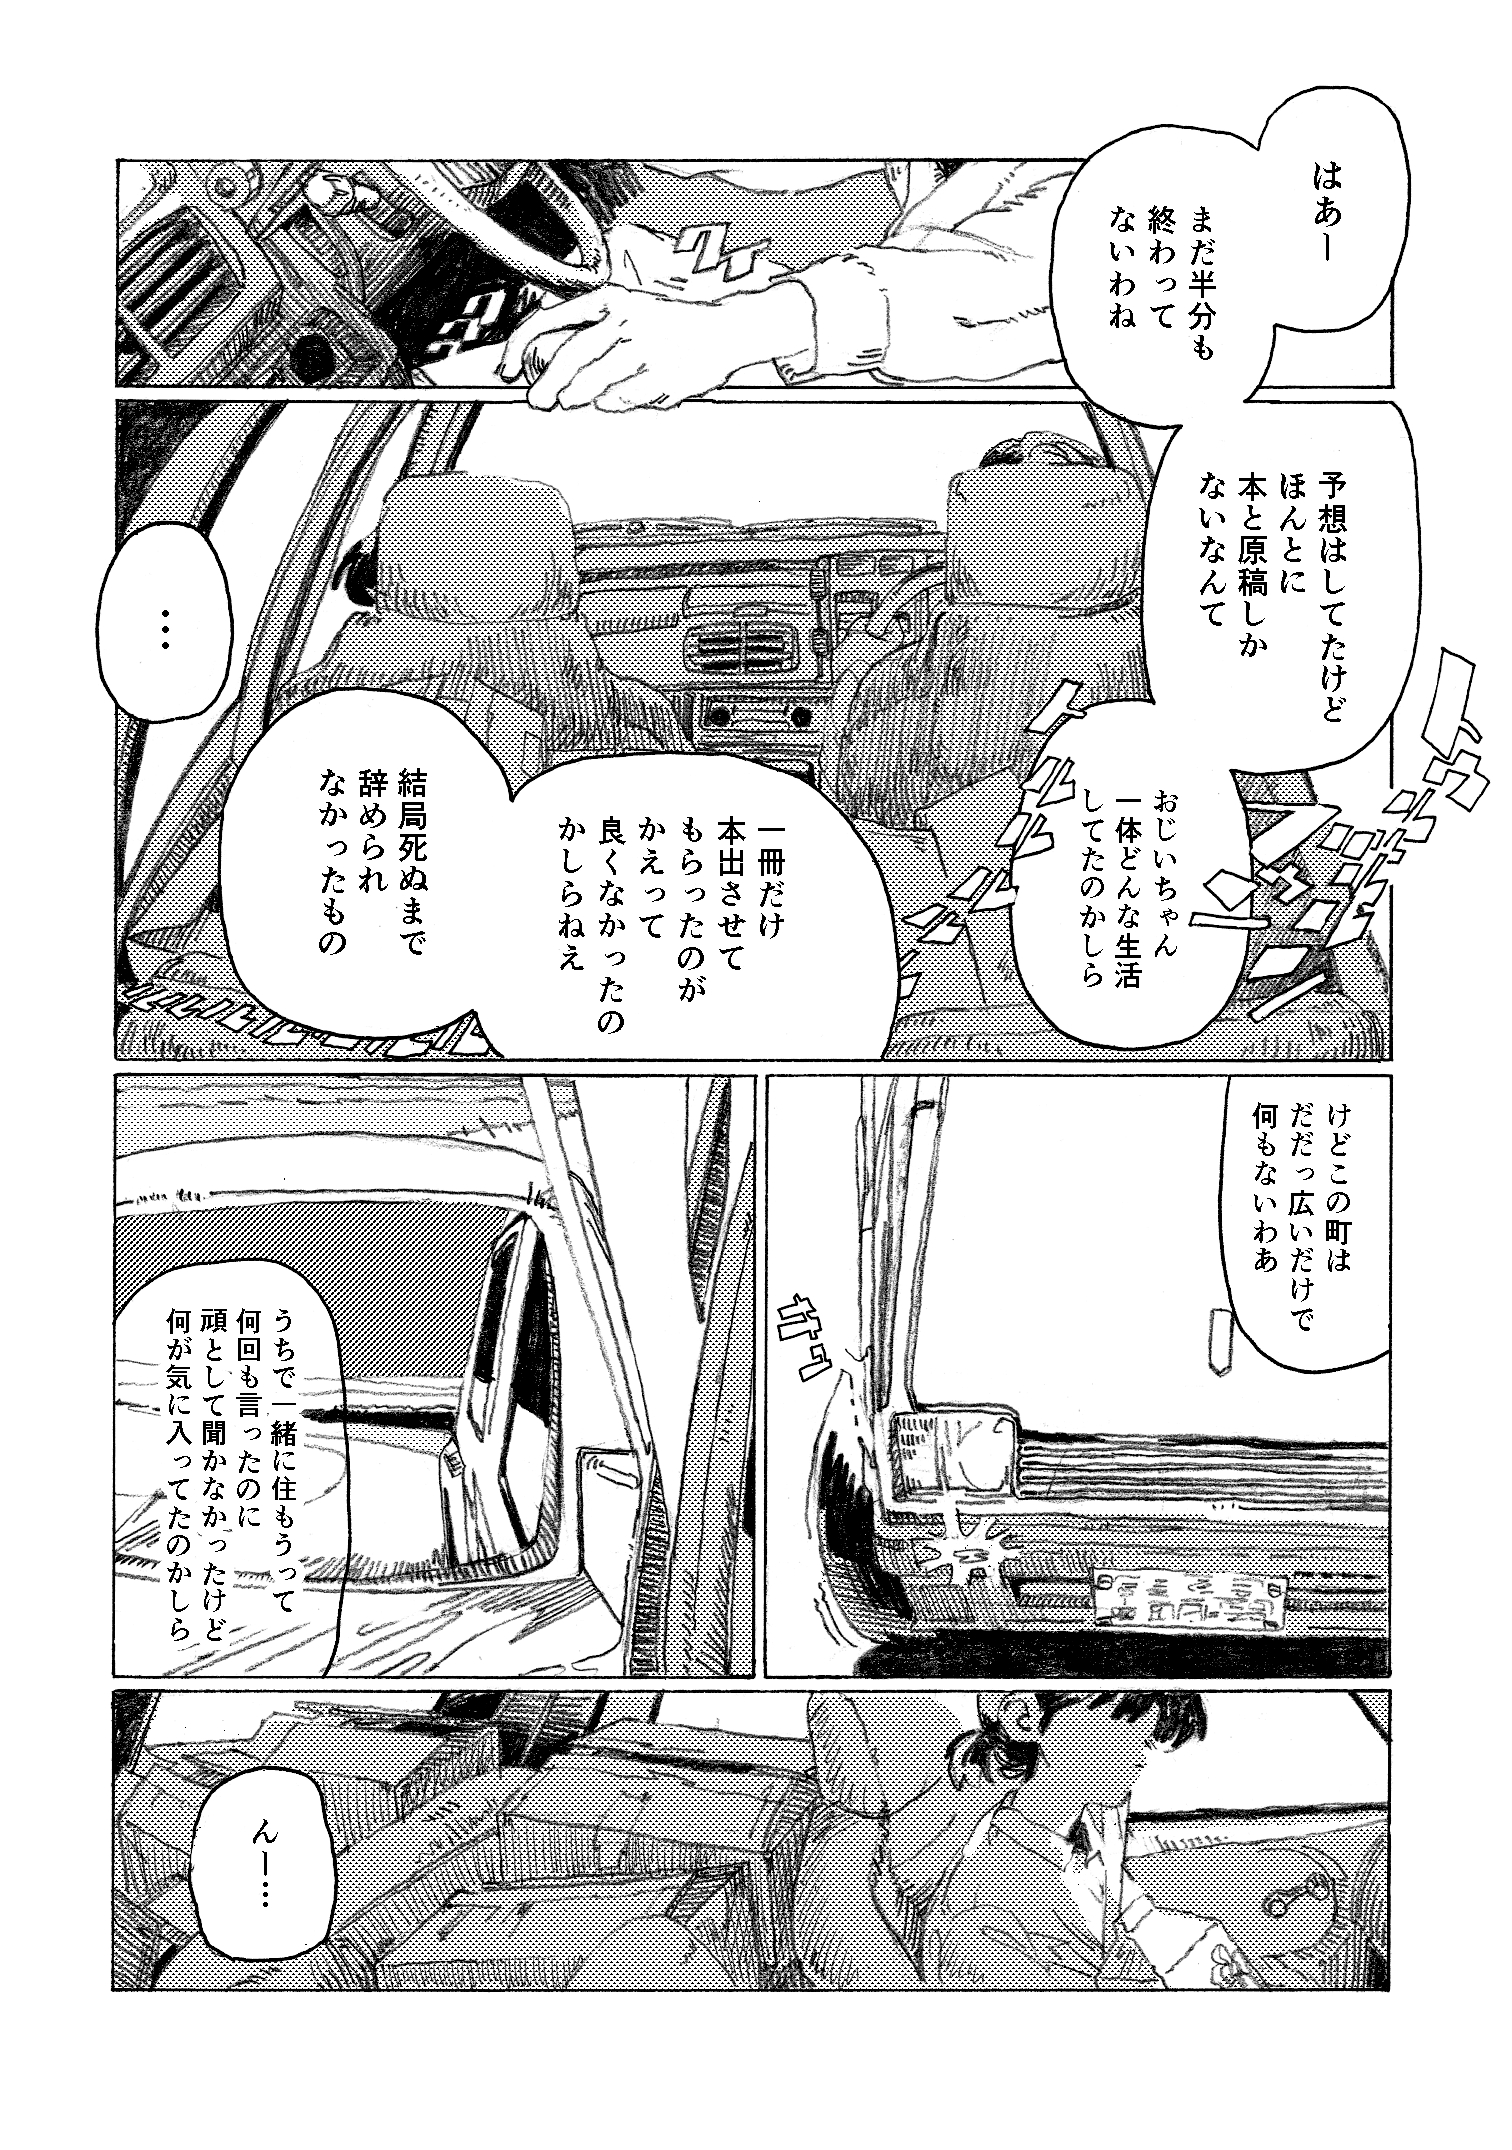 はあー
まだ半分も
終わって
ないわね
クイ
予想はしてたけど
ほんとに
本と原稿しか
ないなんて
おじいちゃん
一体どんな生活
してたのかしら
一冊だけ
本出させて
もらったのが
かえって
良くなかったの
かしらねえ
結局死ぬまで
辞められ
なかったもの
…
けどこの町は
だだっ広いだけで
何もないわあ
キキッ
うちで一緒に住もうって
何回も言ったのに
頑として聞かなかったけど
何が気に入ってたのかしら
んー…